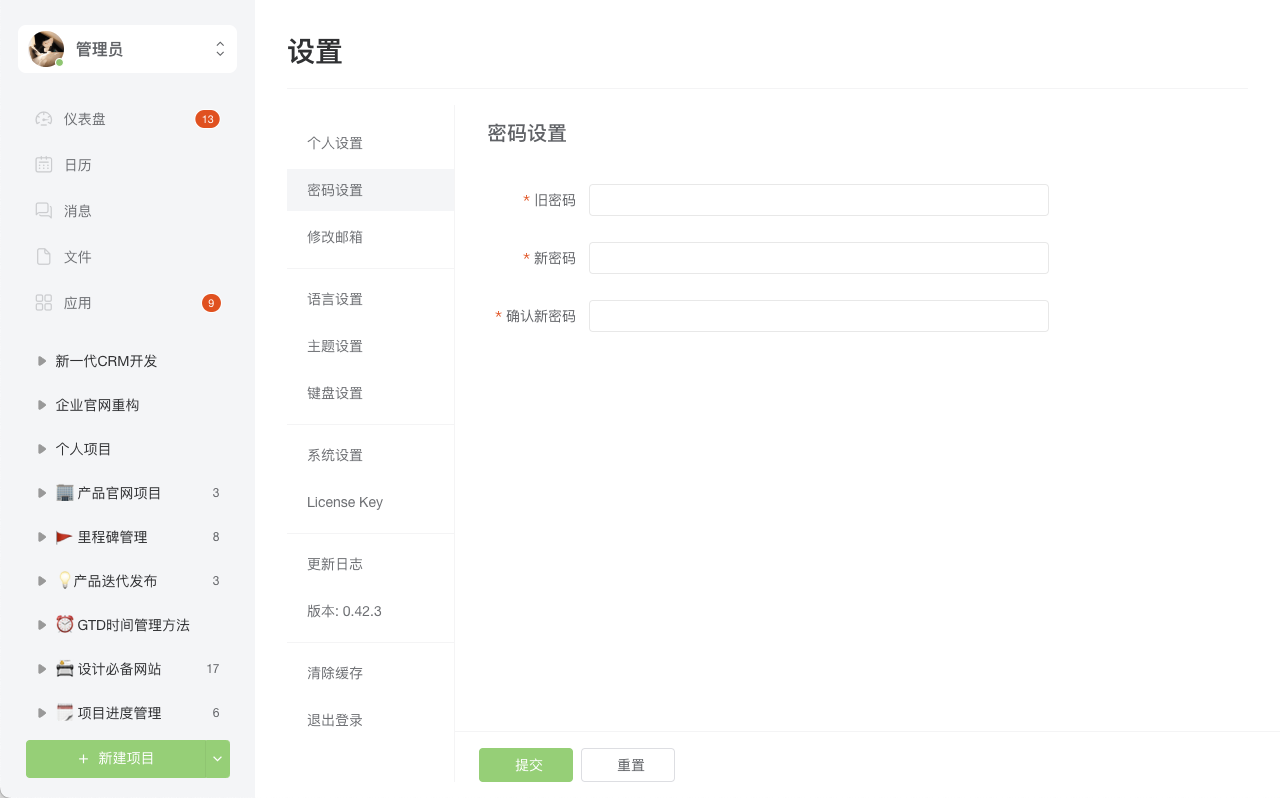 管理员
仪表盘 13
日历
消息
文件
应用 9
新一代CRM开发
企业官网重构
个人项目
产品官网项目 3
里程碑管理 8
产品迭代发布 3
GTD时间管理方法
设计必备网站 17
项目进度管理 6
+ 新建项目
设置
个人设置
密码设置
修改邮箱
语言设置
主题设置
键盘设置
系统设置
License Key
更新日志
版本: 0.42.3
清除缓存
退出登录
密码设置
* 旧密码
* 新密码
* 确认新密码
提交 重置